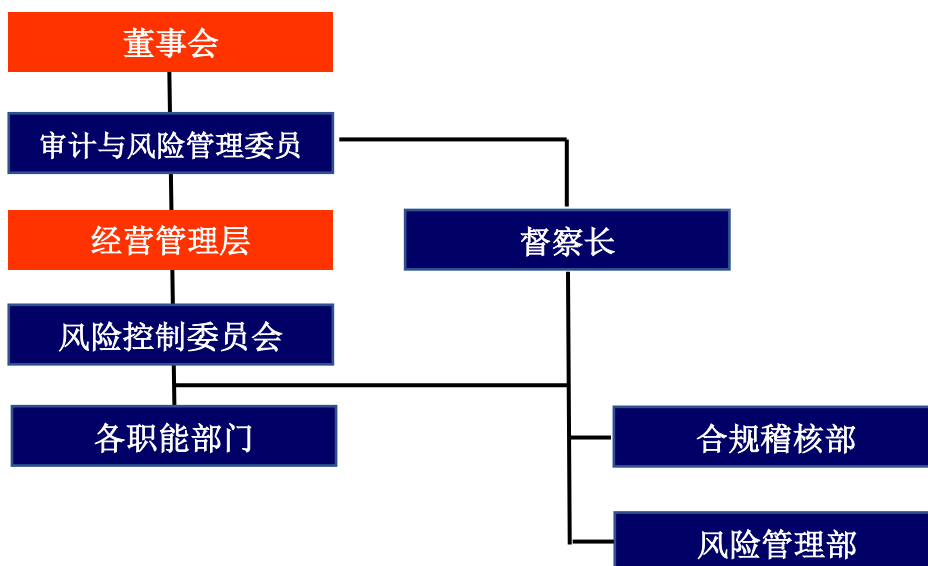 董事会
审计与风险管理委员
经营管理层
督察长
风险控制委员会
各职能部门
合规稽核部
风险管理部